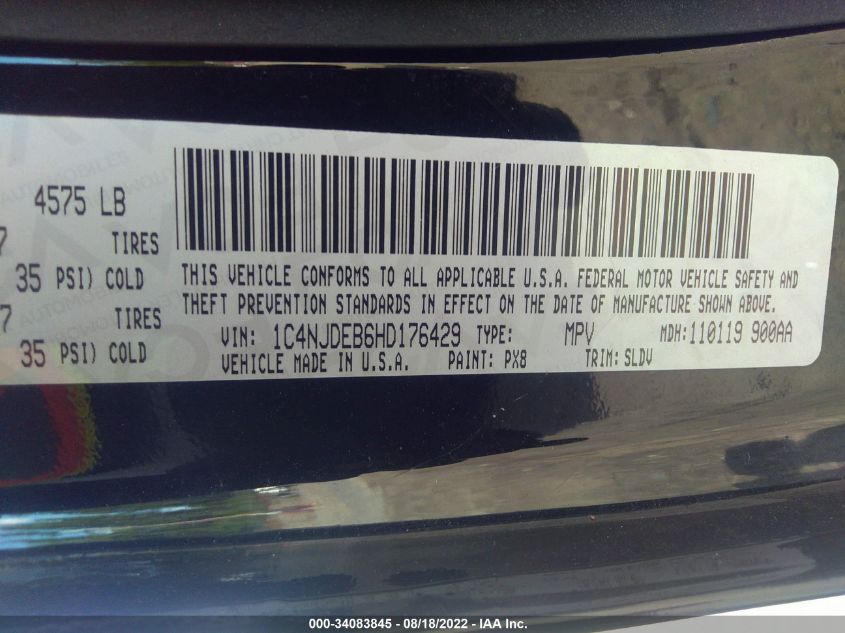 4575 LB
7 TIRES
35 PSI) COLD
7 TIRES
35 PSI) COLD
THIS VEHICLE CONFORMS TO ALL APPLICABLE U.S.A. FEDERAL MOTOR VEHICLE SAFETY AND
THEFT PREVENTION STANDARDS IN EFFECT ON THE DATE OF MANUFACTURE SHOWN ABOVE.
VIN: 1C4NJDEB6HD176429 TYPE: MPV MDH: 110119 900AA
VEHICLE MADE IN U.S.A. PAINT: PX8 TRIM: SLDV
000-34083845 - 08/18/2022 - IAA Inc.